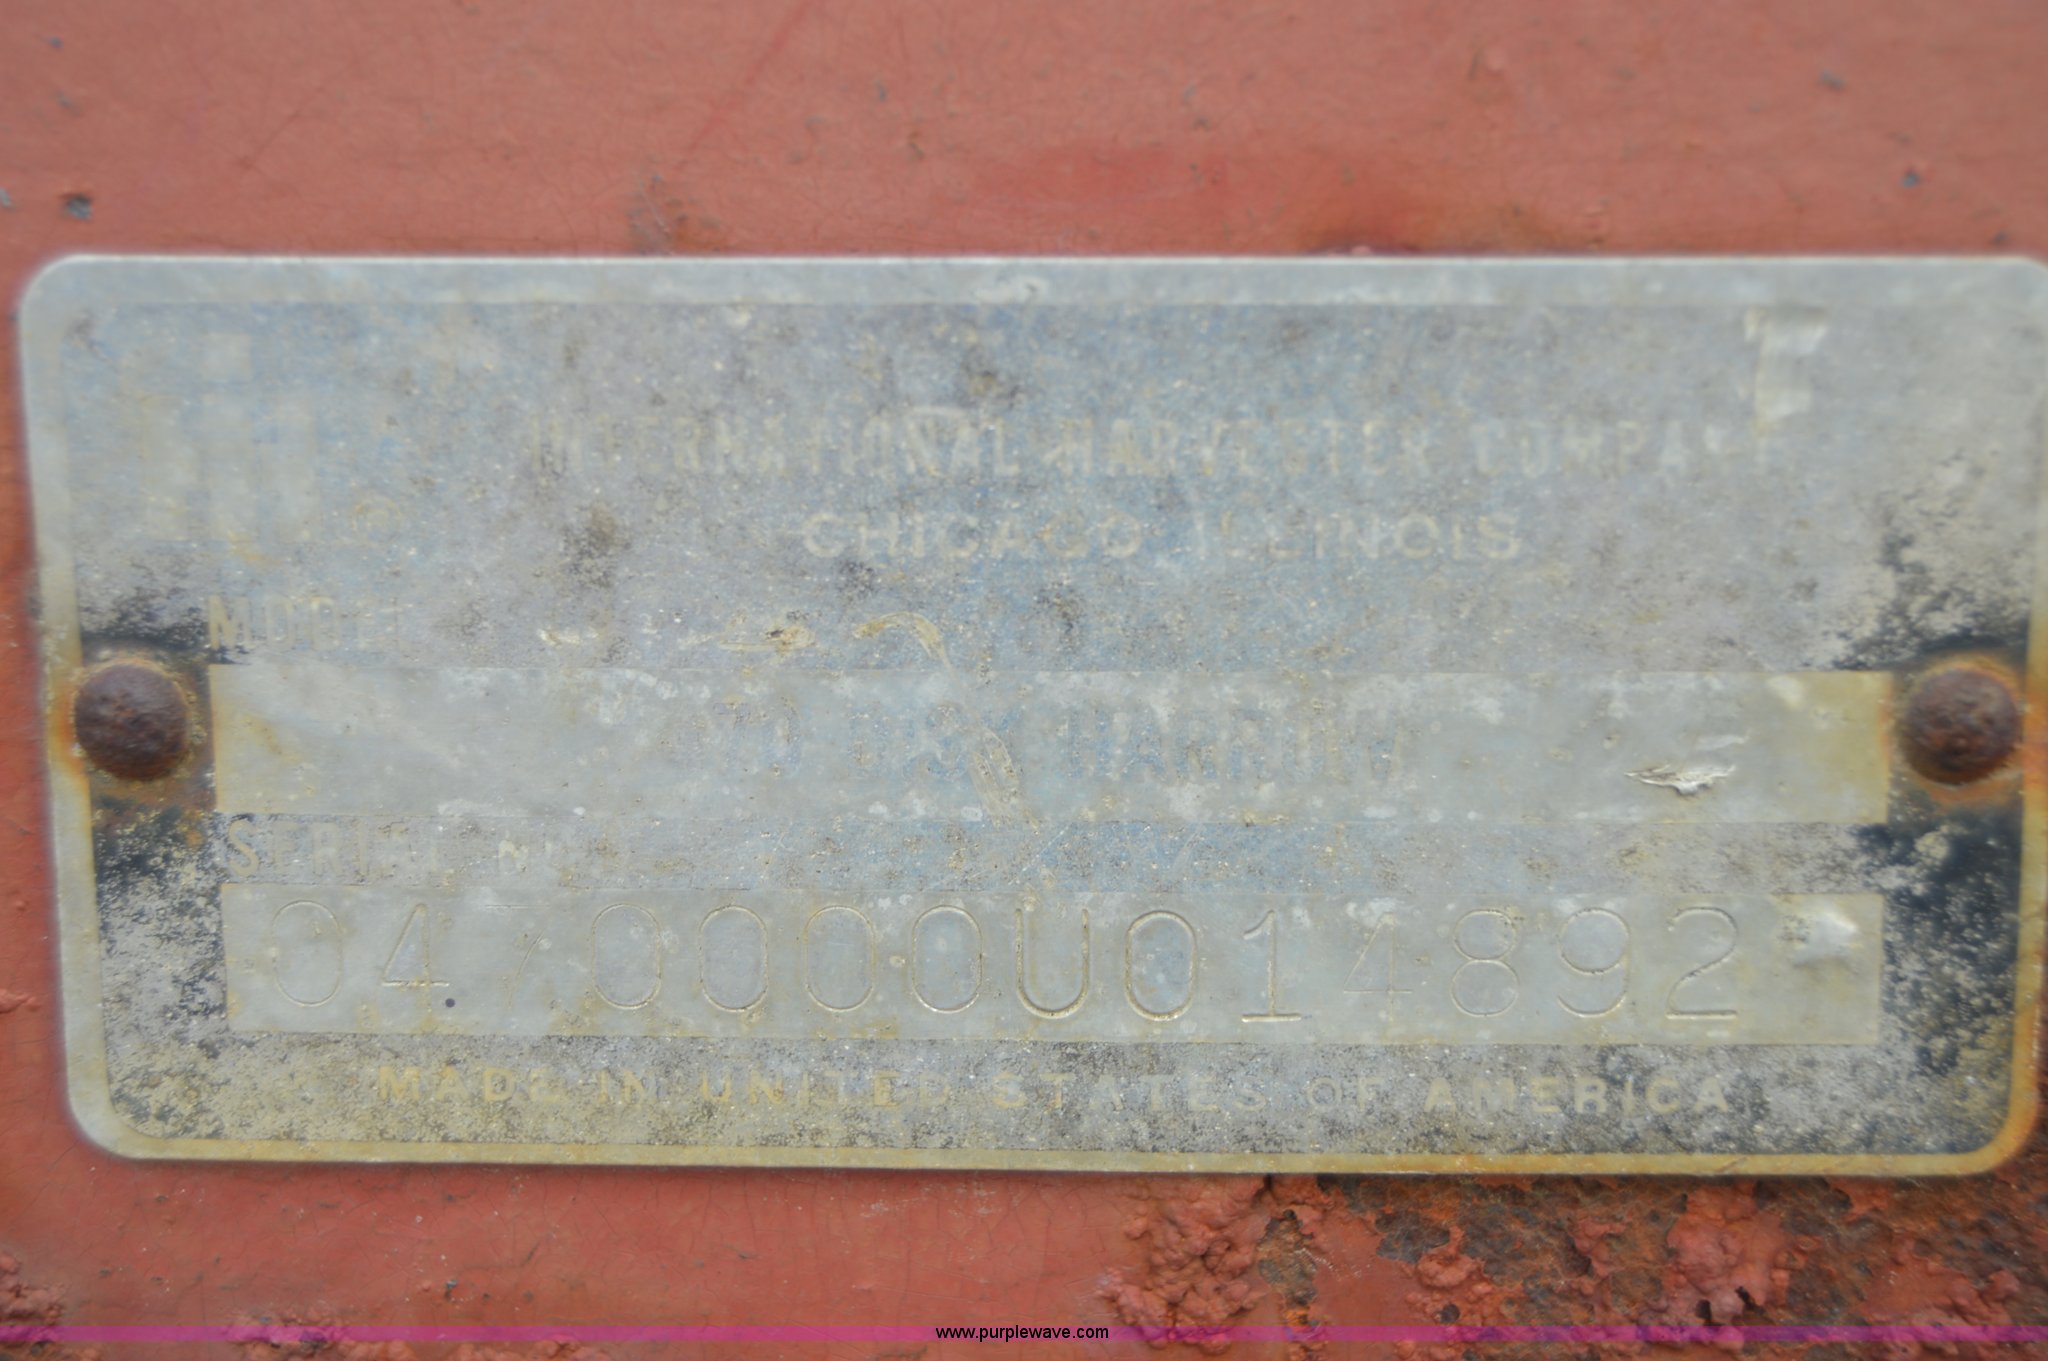 INTERNATIONAL HARVESTER COMPANY
CHICAGO ILLINOIS
®
MODEL
470 DISK HARROW
SERIAL NO.
0470000U014892
MADE IN UNITED STATES OF AMERICA
www.purplewave.com